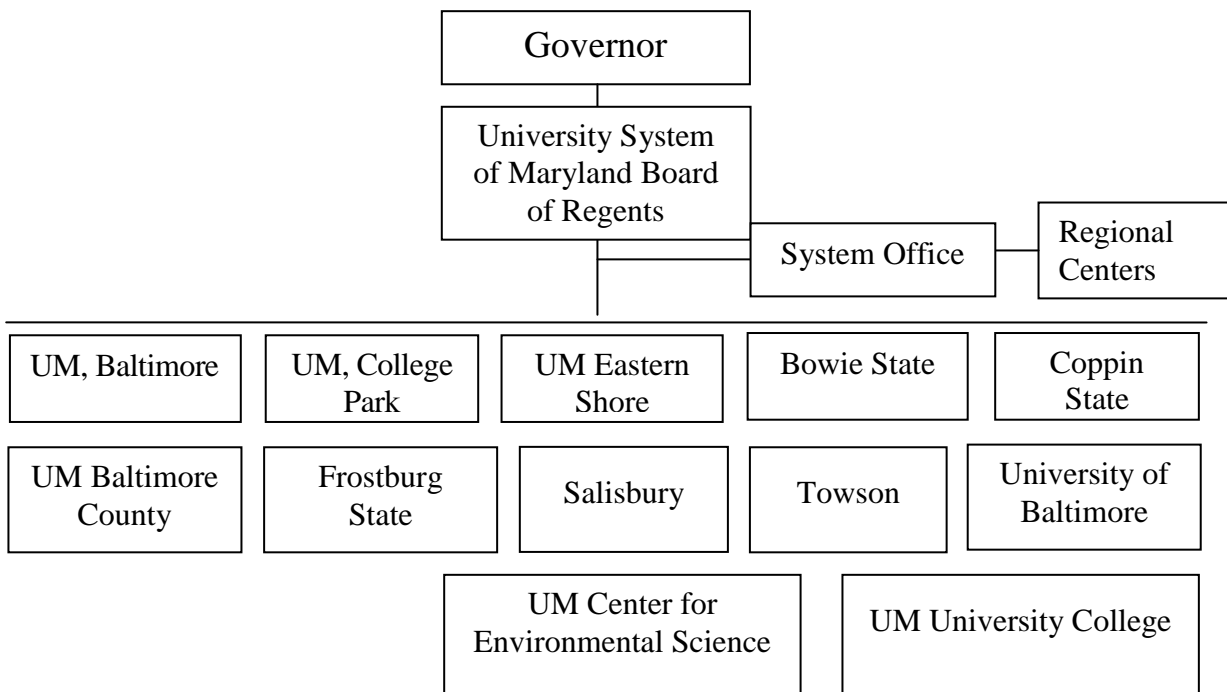 Governor
University System
of Maryland Board
of Regents
System Office
Regional
Centers
UM, Baltimore
UM, College
Park
UM Eastern
Shore
Bowie State
Coppin
State
UM Baltimore
County
Frostburg
State
Salisbury
Towson
University of
Baltimore
UM Center for
Environmental Science
UM University College